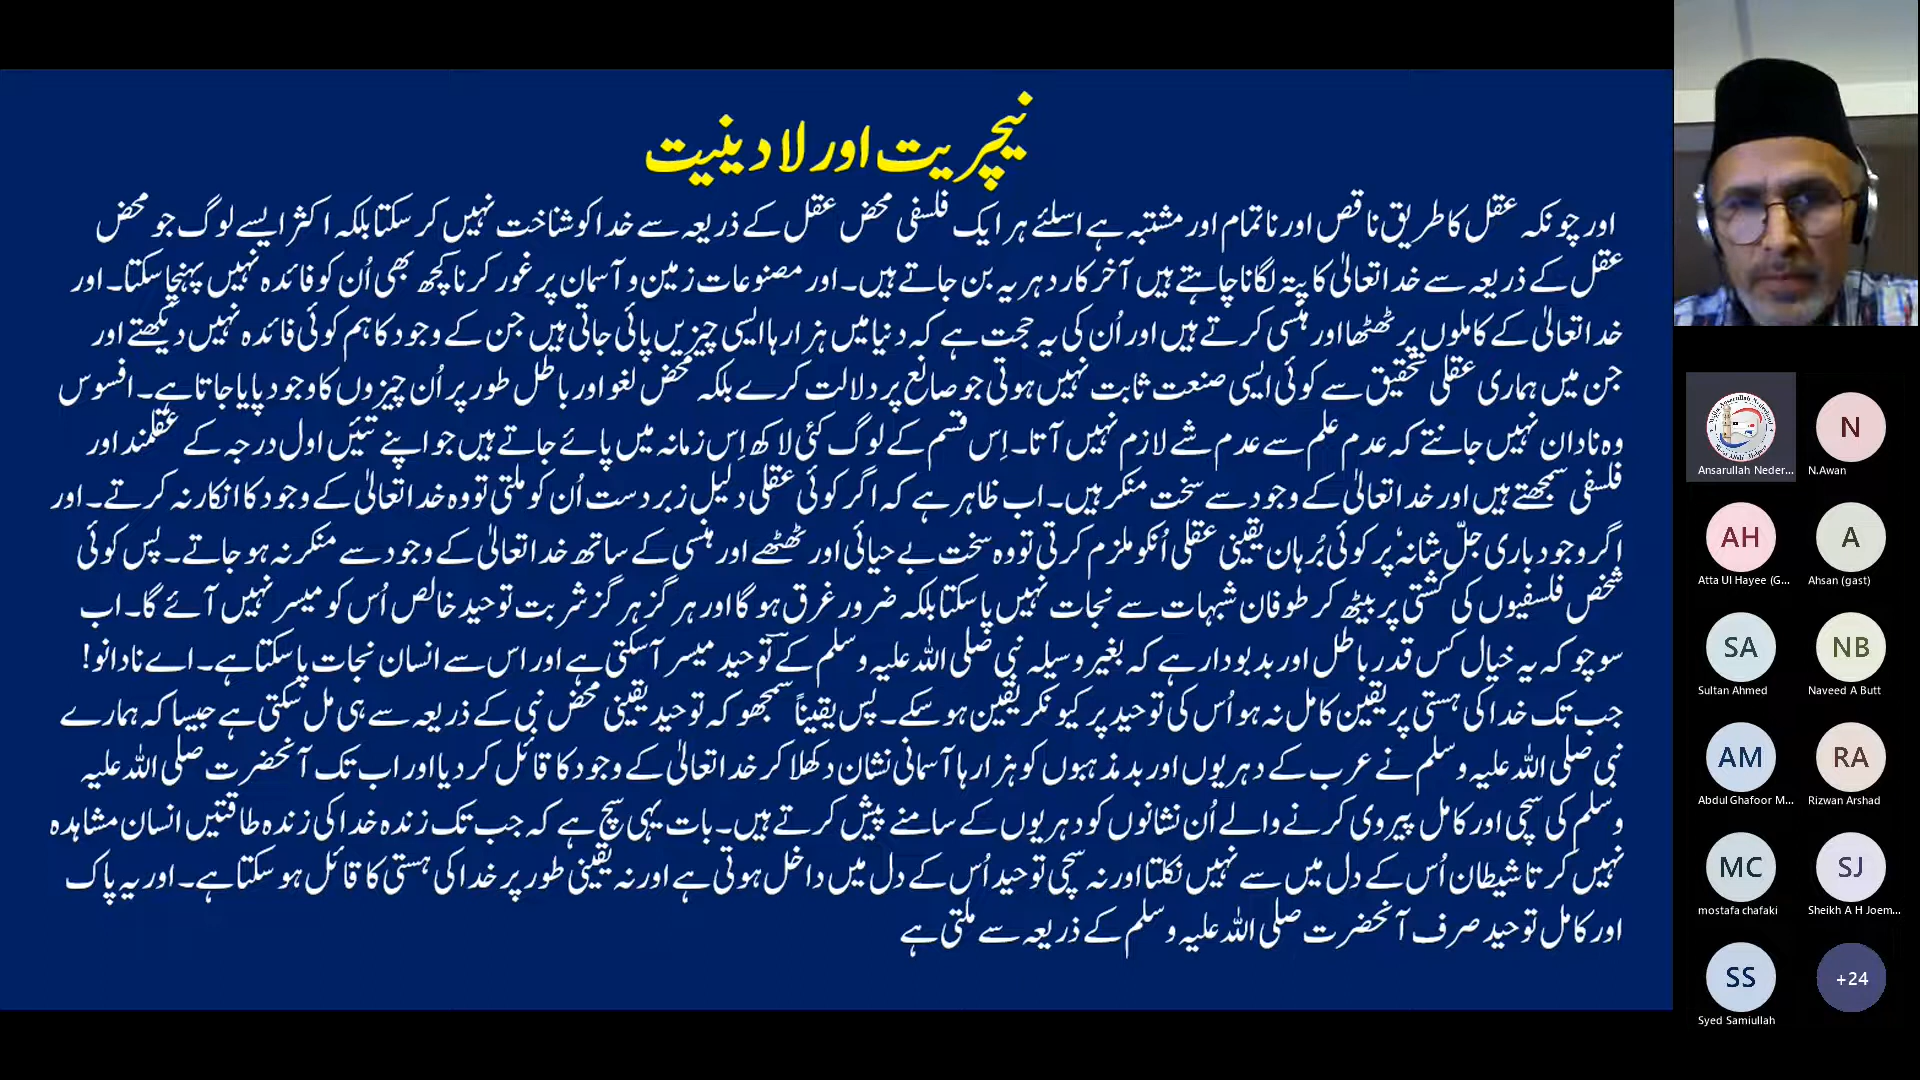 نیچریت اور لادینیت
اور چونکہ عقل کا طریق ناقص اور ناتمام اور مشتبہ ہے اسلئے ہر ایک فلسفی محض عقل کے ذریعہ سے خدا کو شناخت نہیں کر سکتا بلکہ اکثر ایسے لوگ جو محض
عقل کے ذریعہ سے خدا تعالیٰ کا پتہ لگانا چاہتے ہیں آخر کار دہریہ بن جاتے ہیں۔ اور مصنوعات زمین و آسمان پر غور کرنا کچھ بھی اُن کو فائدہ نہیں پہنچا سکتا۔ اور
خدا تعالیٰ کے کاملوں پر ٹھٹھا اور ہنسی کرتے ہیں اور اُن کی یہ حجت ہے کہ دنیا میں ہزارہا ایسی چیزیں پائی جاتی ہیں جن کے وجود کا ہم کوئی فائدہ نہیں دیکھتے اور
جن میں ہماری عقلی تحقیق سے کوئی ایسی صنعت ثابت نہیں ہوتی جو صانع پر دلالت کرے بلکہ محض لغو اور باطل طور پر اُن چیزوں کا وجود پایا جاتا ہے۔ افسوس
وہ نادان نہیں جانتے کہ عدم علم سے عدم شے لازم نہیں آتا۔ اِس قسم کے لوگ کئی لاکھ اِس زمانہ میں پائے جاتے ہیں جو اپنے تئیں اول درجہ کے عقلمند اور
فلسفی سمجھتے ہیں اور خدا تعالیٰ کے وجود سے سخت منکر ہیں۔ اب ظاہر ہے کہ اگر کوئی عقلی دلیل زبردست اُن کو ملتی تو وہ خدا تعالیٰ کے وجود کا انکار نہ کرتے۔ اور
اگر وجود باری جلّ شانہٗ پر کوئی بُرہان یقینی عقلی اُنکو ملزم کرتی تو وہ سخت بے حیائی اور ٹھٹھے اور ہنسی کے ساتھ خدا تعالیٰ کے وجود سے منکر نہ ہو جاتے۔ پس کوئی
شخص فلسفیوں کی کشتی پر بیٹھ کر طوفان شبہات سے نجات نہیں پا سکتا بلکہ ضرور غرق ہوگا اور ہرگز ہرگز شربت توحید خالص اُس کو میسر نہیں آئے گا۔ اب
سوچو کہ یہ خیال کس قدر باطل اور بدبودار ہے کہ بغیر وسیلہ نبی صلی اللہ علیہ وسلم کے توحید میسر آسکتی ہے اور اس سے انسان نجات پا سکتا ہے۔ اے نادانو!
جب تک خدا کی ہستی پر یقین کامل نہ ہو اُس کی توحید پر کیونکر یقین ہو سکے۔ پس یقیناً سمجھو کہ توحید یقینی محض نبی کے ذریعہ سے ہی مل سکتی ہے جیسا کہ ہمارے
نبی صلی اللہ علیہ وسلم نے عرب کے دہریوں اور بد مذہبوں کو ہزارہا آسمانی نشان دکھلا کر خدا تعالیٰ کے وجود کا قائل کر دیا اور اب تک آنحضرت صلی اللہ علیہ
وسلم کی سچی اور کامل پیروی کرنے والے اُن نشانوں کو دہریوں کے سامنے پیش کرتے ہیں۔ بات یہی سچ ہے کہ جب تک زندہ خدا کی زندہ طاقتیں انسان مشاہدہ
نہیں کرتا شیطان اُس کے دل میں سے نہیں نکلتا اور نہ سچی توحید اُس کے دل میں داخل ہوتی ہے اور نہ یقینی طور پر خدا کی ہستی کا قائل ہو سکتا ہے۔ اور یہ پاک
اور کامل توحید صرف آنحضرت صلی اللہ علیہ وسلم کے ذریعہ سے ملتی ہے
Ansarullah Neder...
N
N.Awan
AH
Atta Ul Hayee (G...
A
Ahsan (gast)
SA
Sultan Ahmed
NB
Naveed A Butt
AM
Abdul Ghafoor M...
RA
Rizwan Arshad
MC
mostafa chafaki
SJ
Sheikh A H Joem...
SS
Syed Samiullah
+24